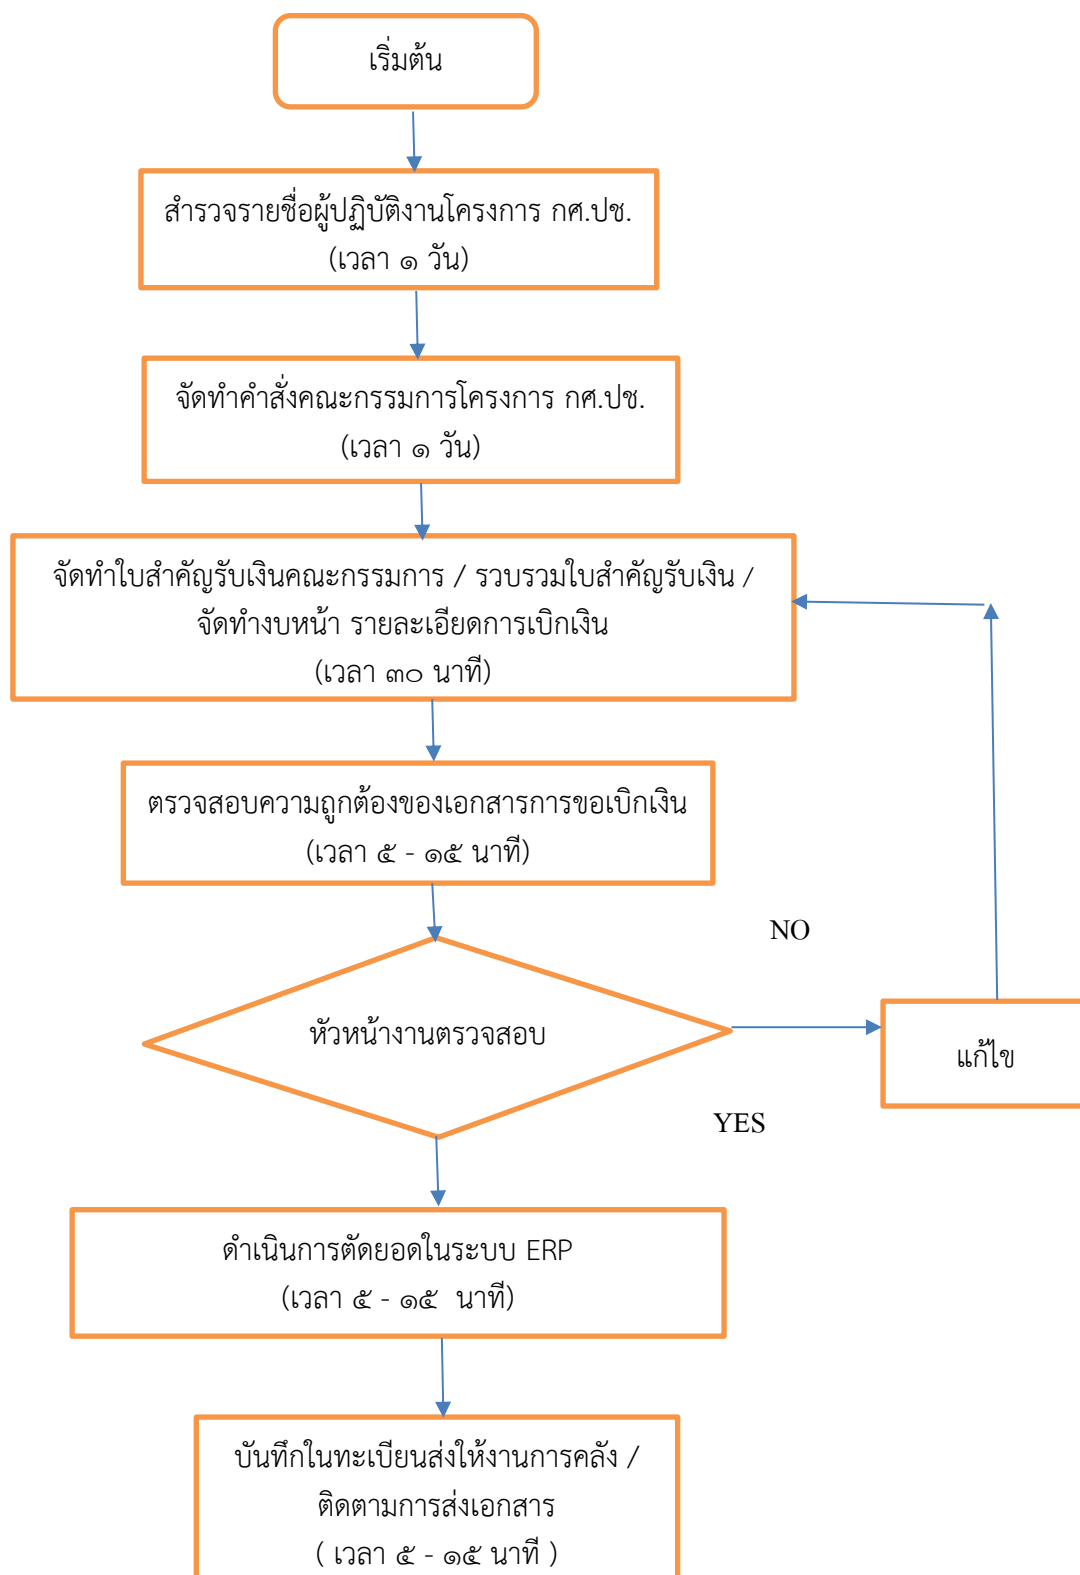 เริ่มต้น
สำรวจรายชื่อผู้ปฏิบัติงานโครงการ กศ.ปช.
(เวลา ๑ วัน)
จัดทำคำสั่งคณะกรรมการโครงการ กศ.ปช.
(เวลา ๑ วัน)
จัดทำใบสำคัญรับเงินคณะกรรมการ / รวบรวมใบสำคัญรับเงิน /
จัดทำงบหน้า รายละเอียดการเบิกเงิน
(เวลา ๓๐ นาที)
ตรวจสอบความถูกต้องของเอกสารการขอเบิกเงิน
(เวลา ๕ - ๑๕ นาที)
NO
หัวหน้างานตรวจสอบ
แก้ไข
YES
ดำเนินการตัดยอดในระบบ ERP
(เวลา ๕ - ๑๕ นาที)
บันทึกในทะเบียนส่งให้งานการคลัง /
ติดตามการส่งเอกสาร
( เวลา ๕ - ๑๕ นาที )